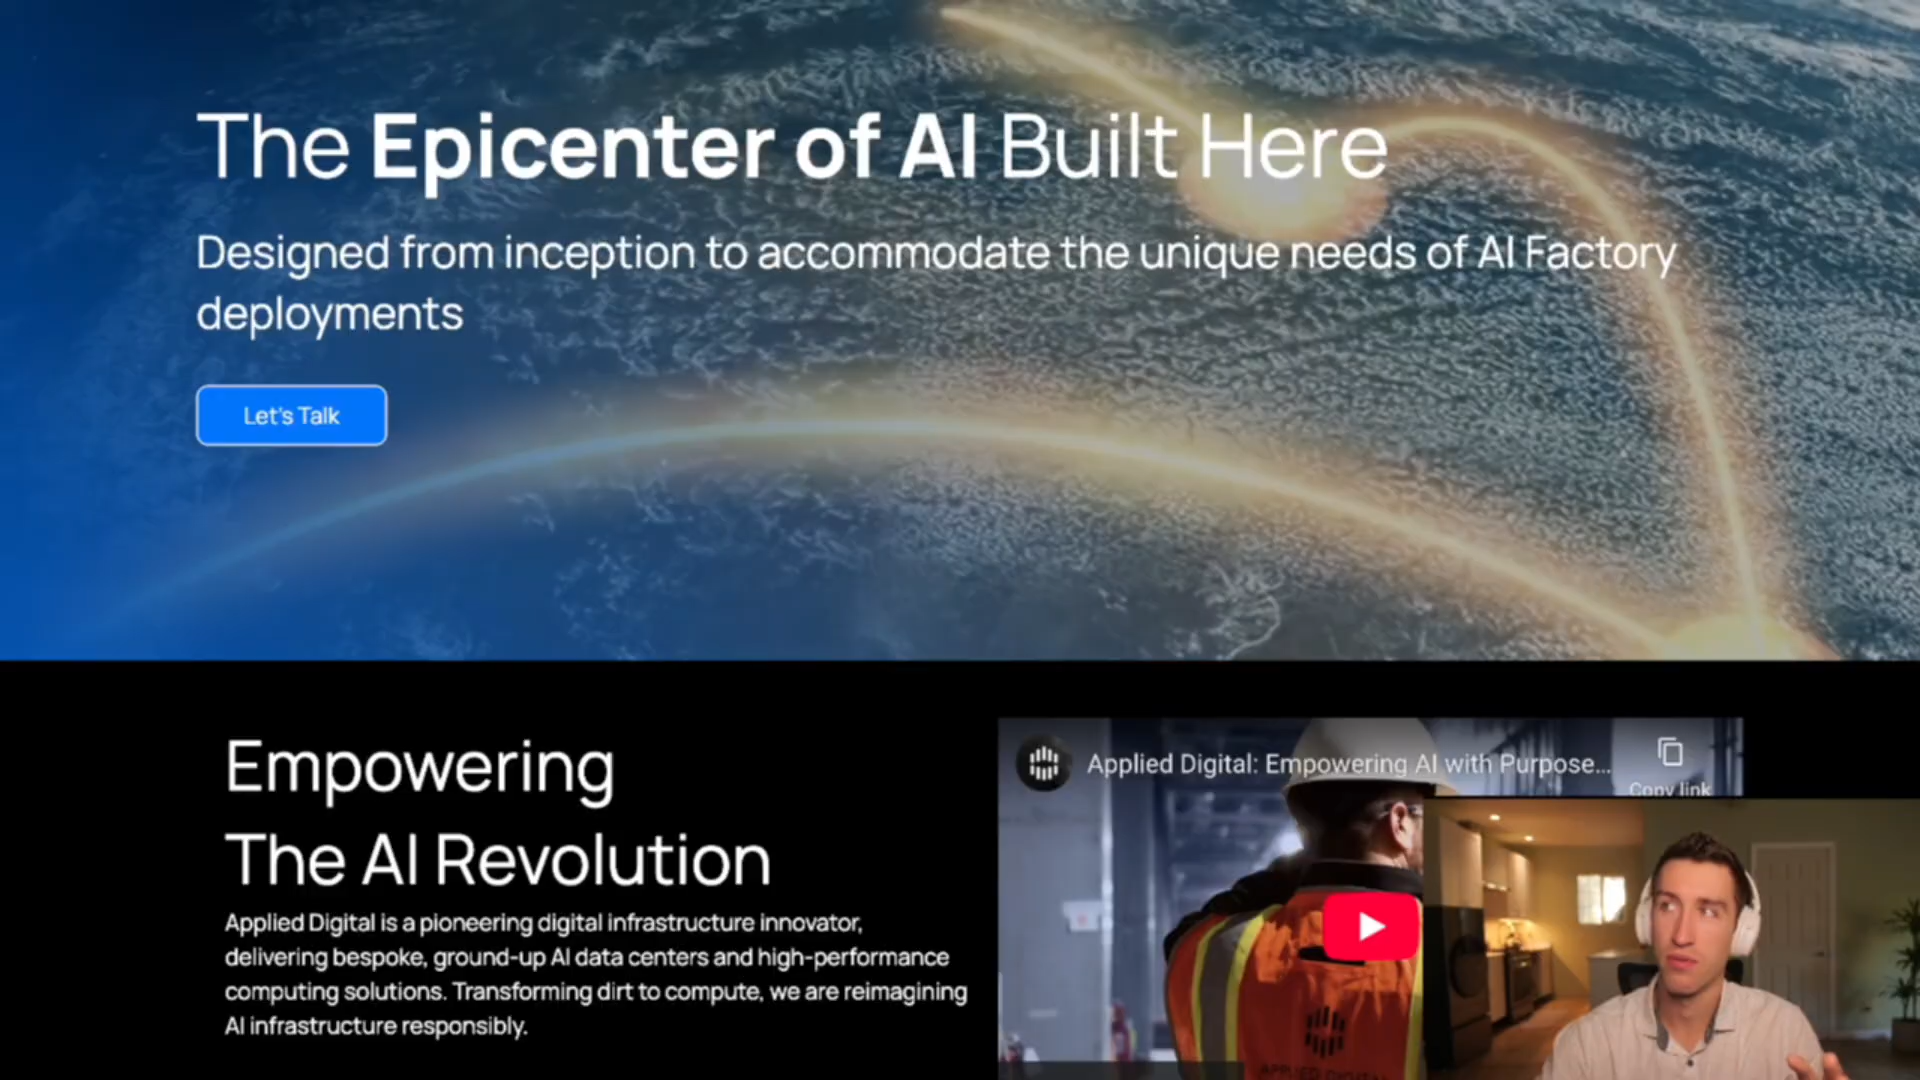 The Epicenter of AI Built Here
Designed from inception to accommodate the unique needs of AI Factory
deployments
Let's Talk
Empowering
The AI Revolution
Applied Digital is a pioneering digital infrastructure innovator,
delivering bespoke, ground-up AI data centers and high-performance
computing solutions. Transforming dirt to compute, we are reimagining
AI infrastructure responsibly.
Applied Digital: Empowering AI with Purpose...
Copy link
APPLIED DIGITAL